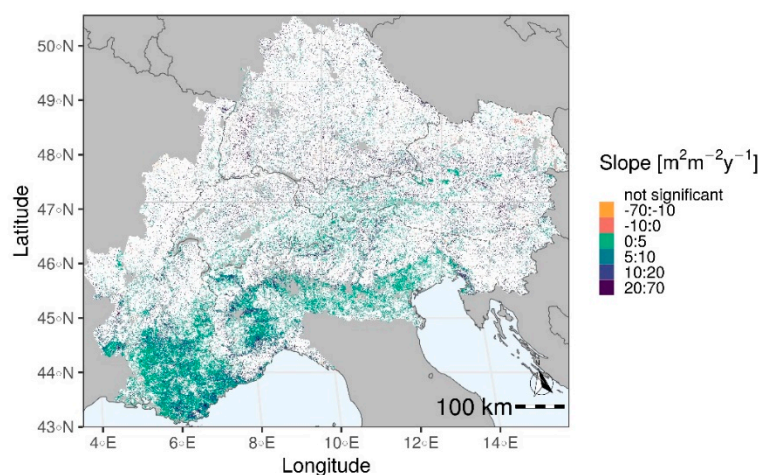 50°N
49°N
48°N
47°N
46°N
45°N
44°N
43°N
Latitude
4°E 6°E 8°E 10°E 12°E 14°E
Longitude
100 km
Slope [m²m⁻²y⁻¹]
not significant
-70:-10
-10:0
0:5
5:10
10:20
20:70